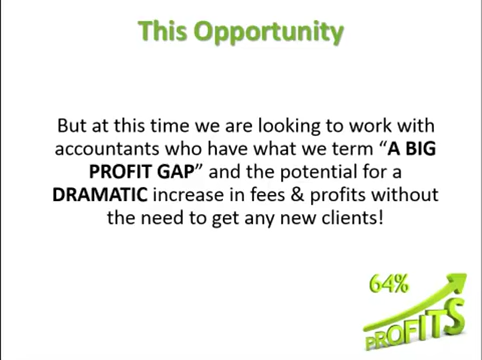 This Opportunity
But at this time we are looking to work with
accountants who have what we term “A BIG
PROFIT GAP” and the potential for a
DRAMATIC increase in fees & profits without
the need to get any new clients!
64%
PROFITS